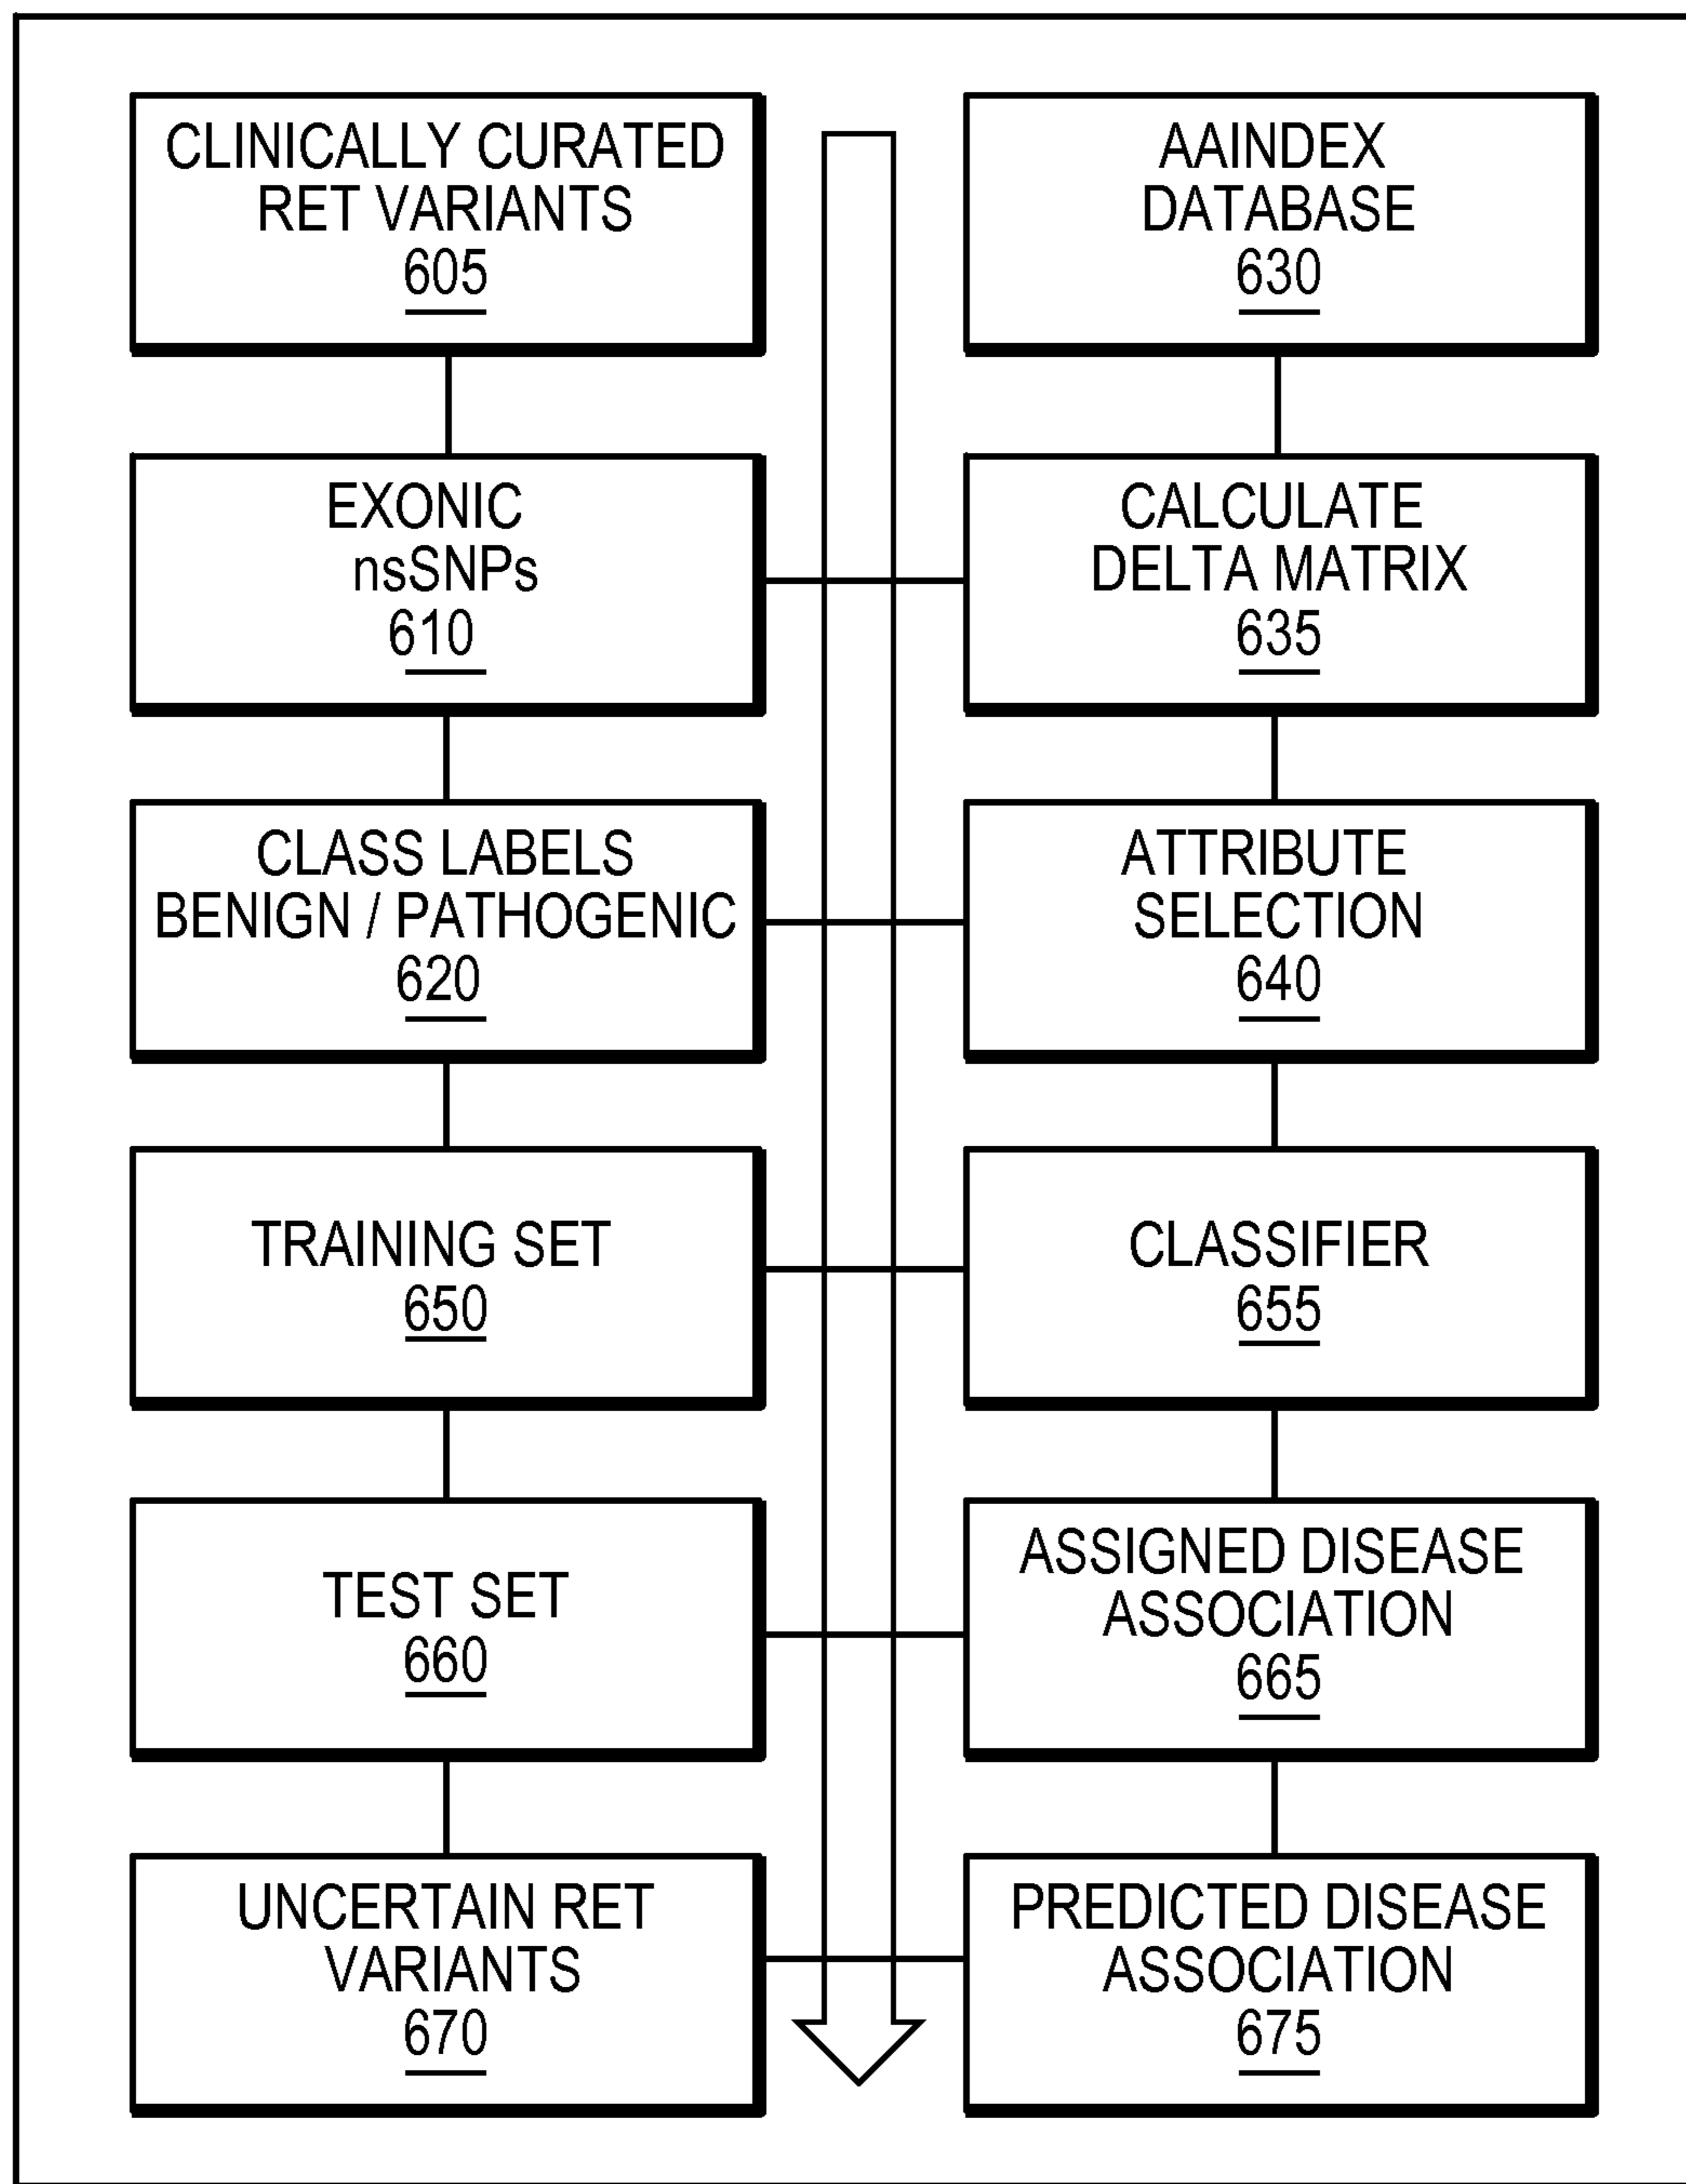 CLINICALLY CURATED
RET VARIANTS
605
AAINDEX
DATABASE
630
EXONIC
nsSNPs
610
CALCULATE
DELTA MATRIX
635
CLASS LABELS
BENIGN / PATHOGENIC
620
ATTRIBUTE
SELECTION
640
TRAINING SET
650
CLASSIFIER
655
TEST SET
660
ASSIGNED DISEASE
ASSOCIATION
665
UNCERTAIN RET
VARIANTS
670
PREDICTED DISEASE
ASSOCIATION
675